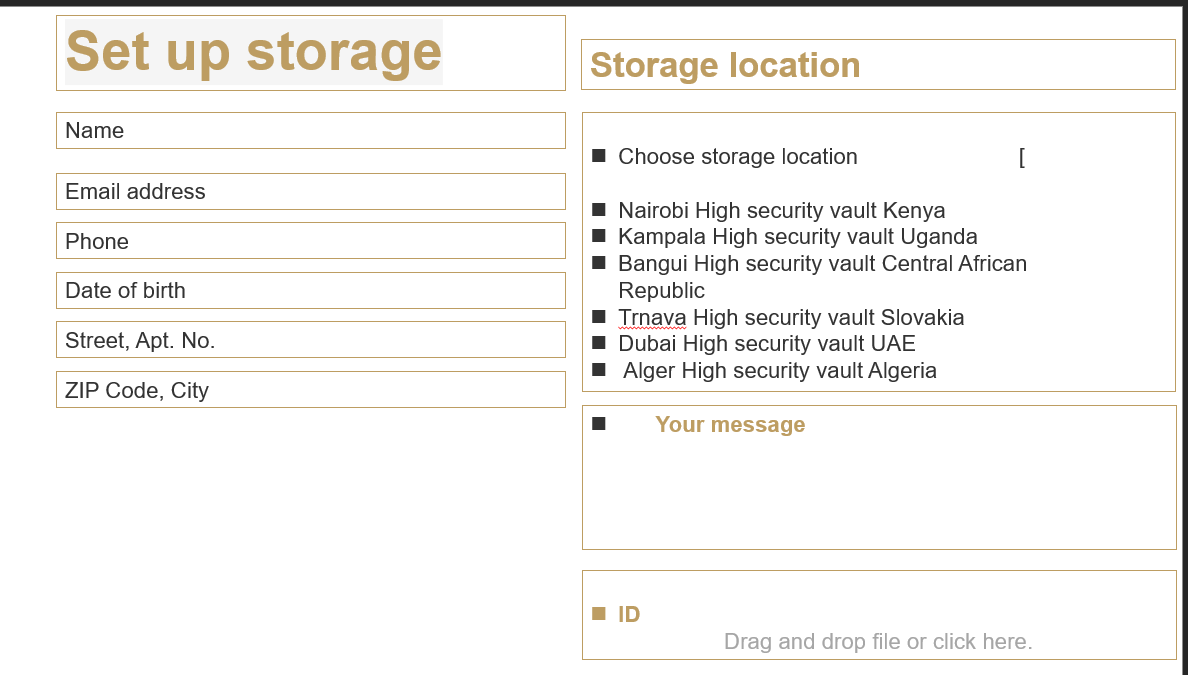 Set up storage
Name
Email address
Phone
Date of birth
Street, Apt. No.
ZIP Code, City
Storage location
Choose storage location [
Nairobi High security vault Kenya
Kampala High security vault Uganda
Bangui High security vault Central African
Republic
Trnava High security vault Slovakia
Dubai High security vault UAE
Alger High security vault Algeria
Your message
ID
Drag and drop file or click here.